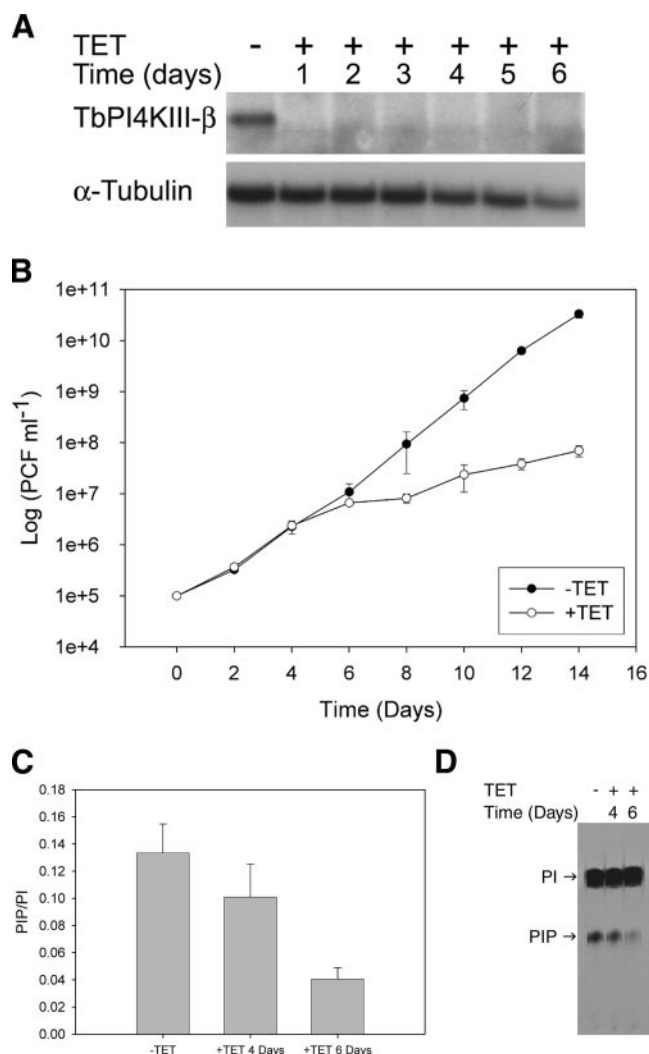 A
TET - + + + + + +
Time (days) 1 2 3 4 5 6
TbPI4KIII-β
α-Tubulin
B
1e+11
1e+10
1e+9
1e+8
1e+7
1e+6
1e+5
1e+4
Log (PCF ml⁻¹)
-TET
+TET
0 2 4 6 8 10 12 14 16
Time (Days)
C
0.18
0.16
0.14
0.12
0.10
0.08
0.06
0.04
0.02
0.00
PIP/PI
-TET +TET 4 Days +TET 6 Days
D
TET - + +
Time (Days) 4 6
PI →
PIP →